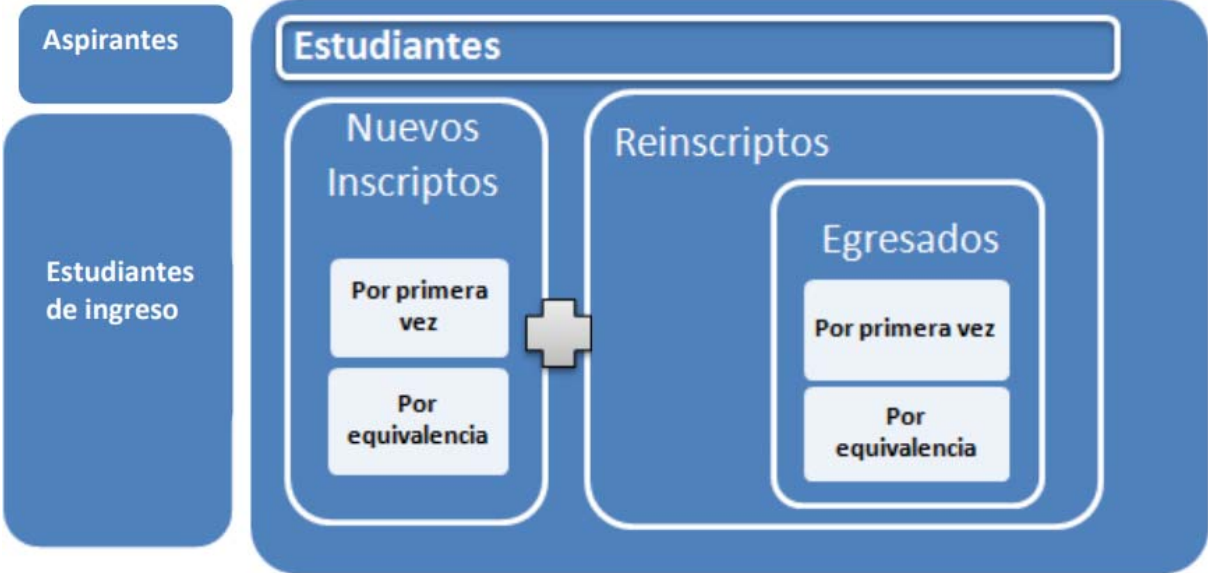 Aspirantes
Estudiantes
de ingreso
Estudiantes
Nuevos
Inscriptos
Por primera
vez
Por
equivalencia
Reinscriptos
Egresados
Por primera vez
Por
equivalencia